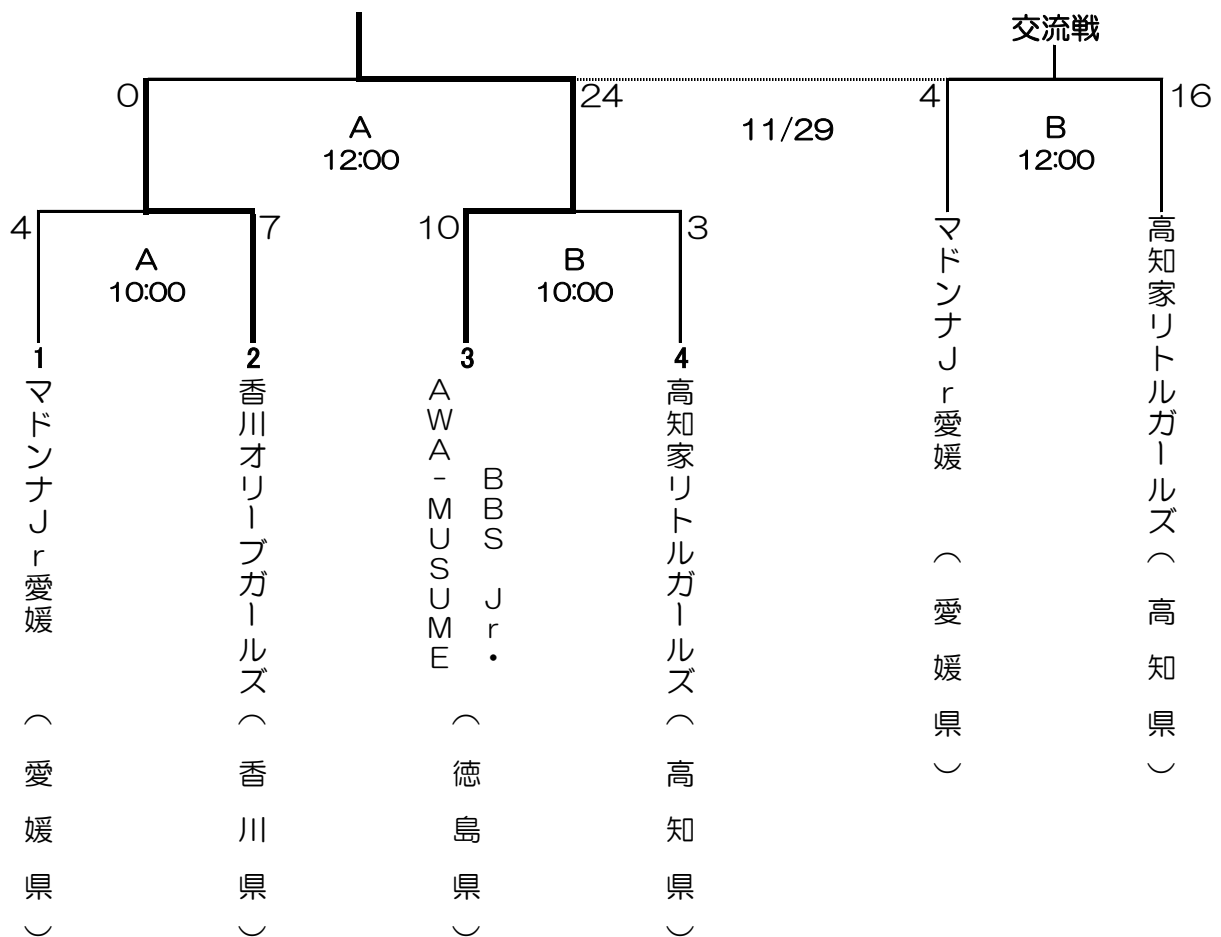 交流戦
0
24
4
16
A
12:00
11/29
B
12:00
4
7
10
3
A
10:00
B
10:00
1
2
3
4
マドンナJr愛媛（愛媛県）
香川オリーブガールズ（香川県）
BBS Jr・
AWA-MUSUME
（徳島県）
高知家リトルガールズ（高知県）
マドンナJr愛媛（愛媛県）
高知家リトルガールズ（高知県）